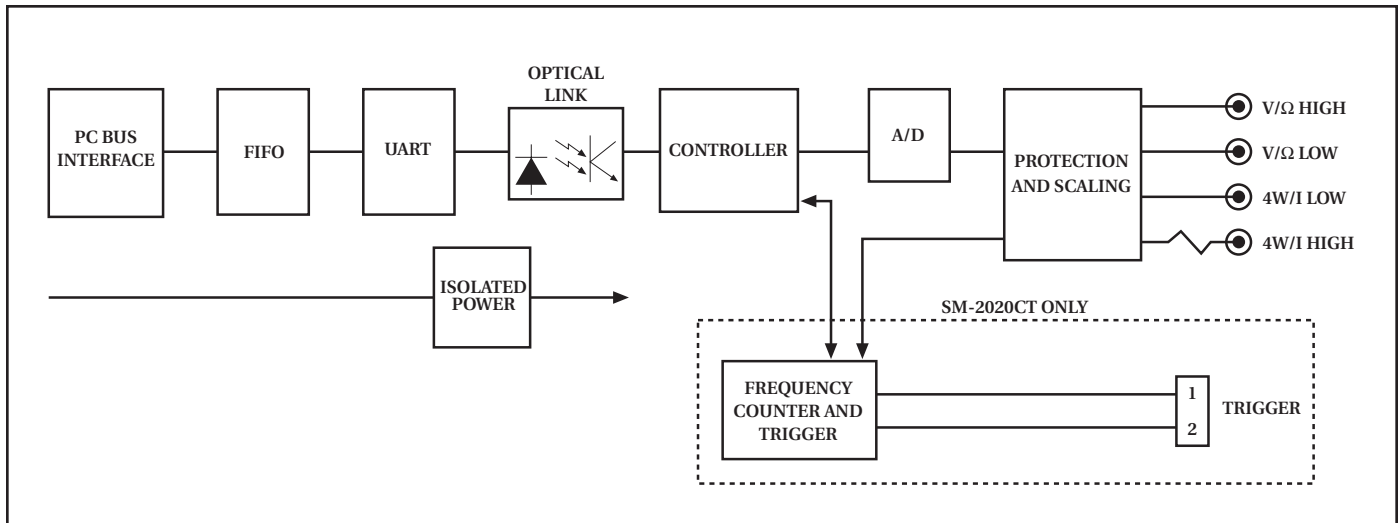 OPTICAL
LINK
PC BUS
INTERFACE
FIFO
UART
CONTROLLER
A/D
PROTECTION
AND SCALING
V/Ω HIGH
V/Ω LOW
4W/I LOW
4W/I HIGH
ISOLATED
POWER
SM-2020CT ONLY
FREQUENCY
COUNTER AND
TRIGGER
1
2
TRIGGER